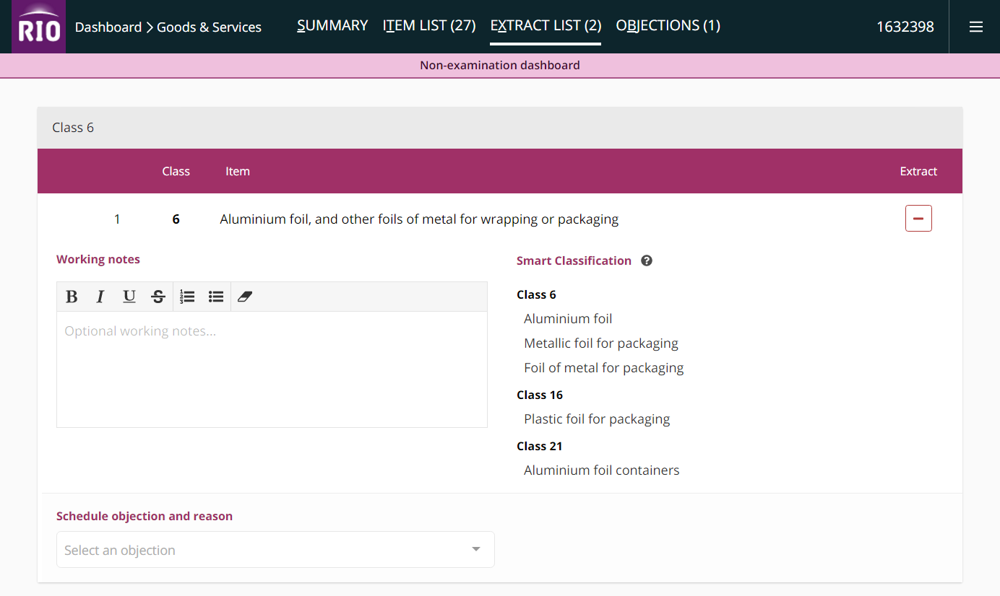 RIO Dashboard > Goods & Services SUMMARY ITEM LIST (27) EXTRACT LIST (2) OBJECTIONS (1) 1632398
Non-examination dashboard
Class 6
Class Item Extract
1 6 Aluminium foil, and other foils of metal for wrapping or packaging
Working notes
B I U S
Optional working notes...
Smart Classification ?
Class 6
Aluminium foil
Metallic foil for packaging
Foil of metal for packaging
Class 16
Plastic foil for packaging
Class 21
Aluminium foil containers
Schedule objection and reason
Select an objection